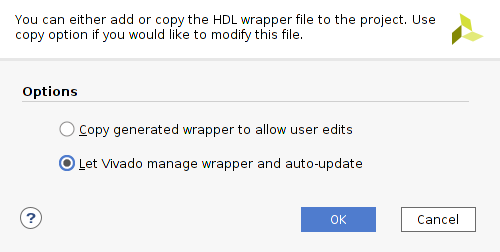 You can either add or copy the HDL wrapper file to the project. Use
copy option if you would like to modify this file.
Options
Copy generated wrapper to allow user edits
Let Vivado manage wrapper and auto-update
?
OK
Cancel